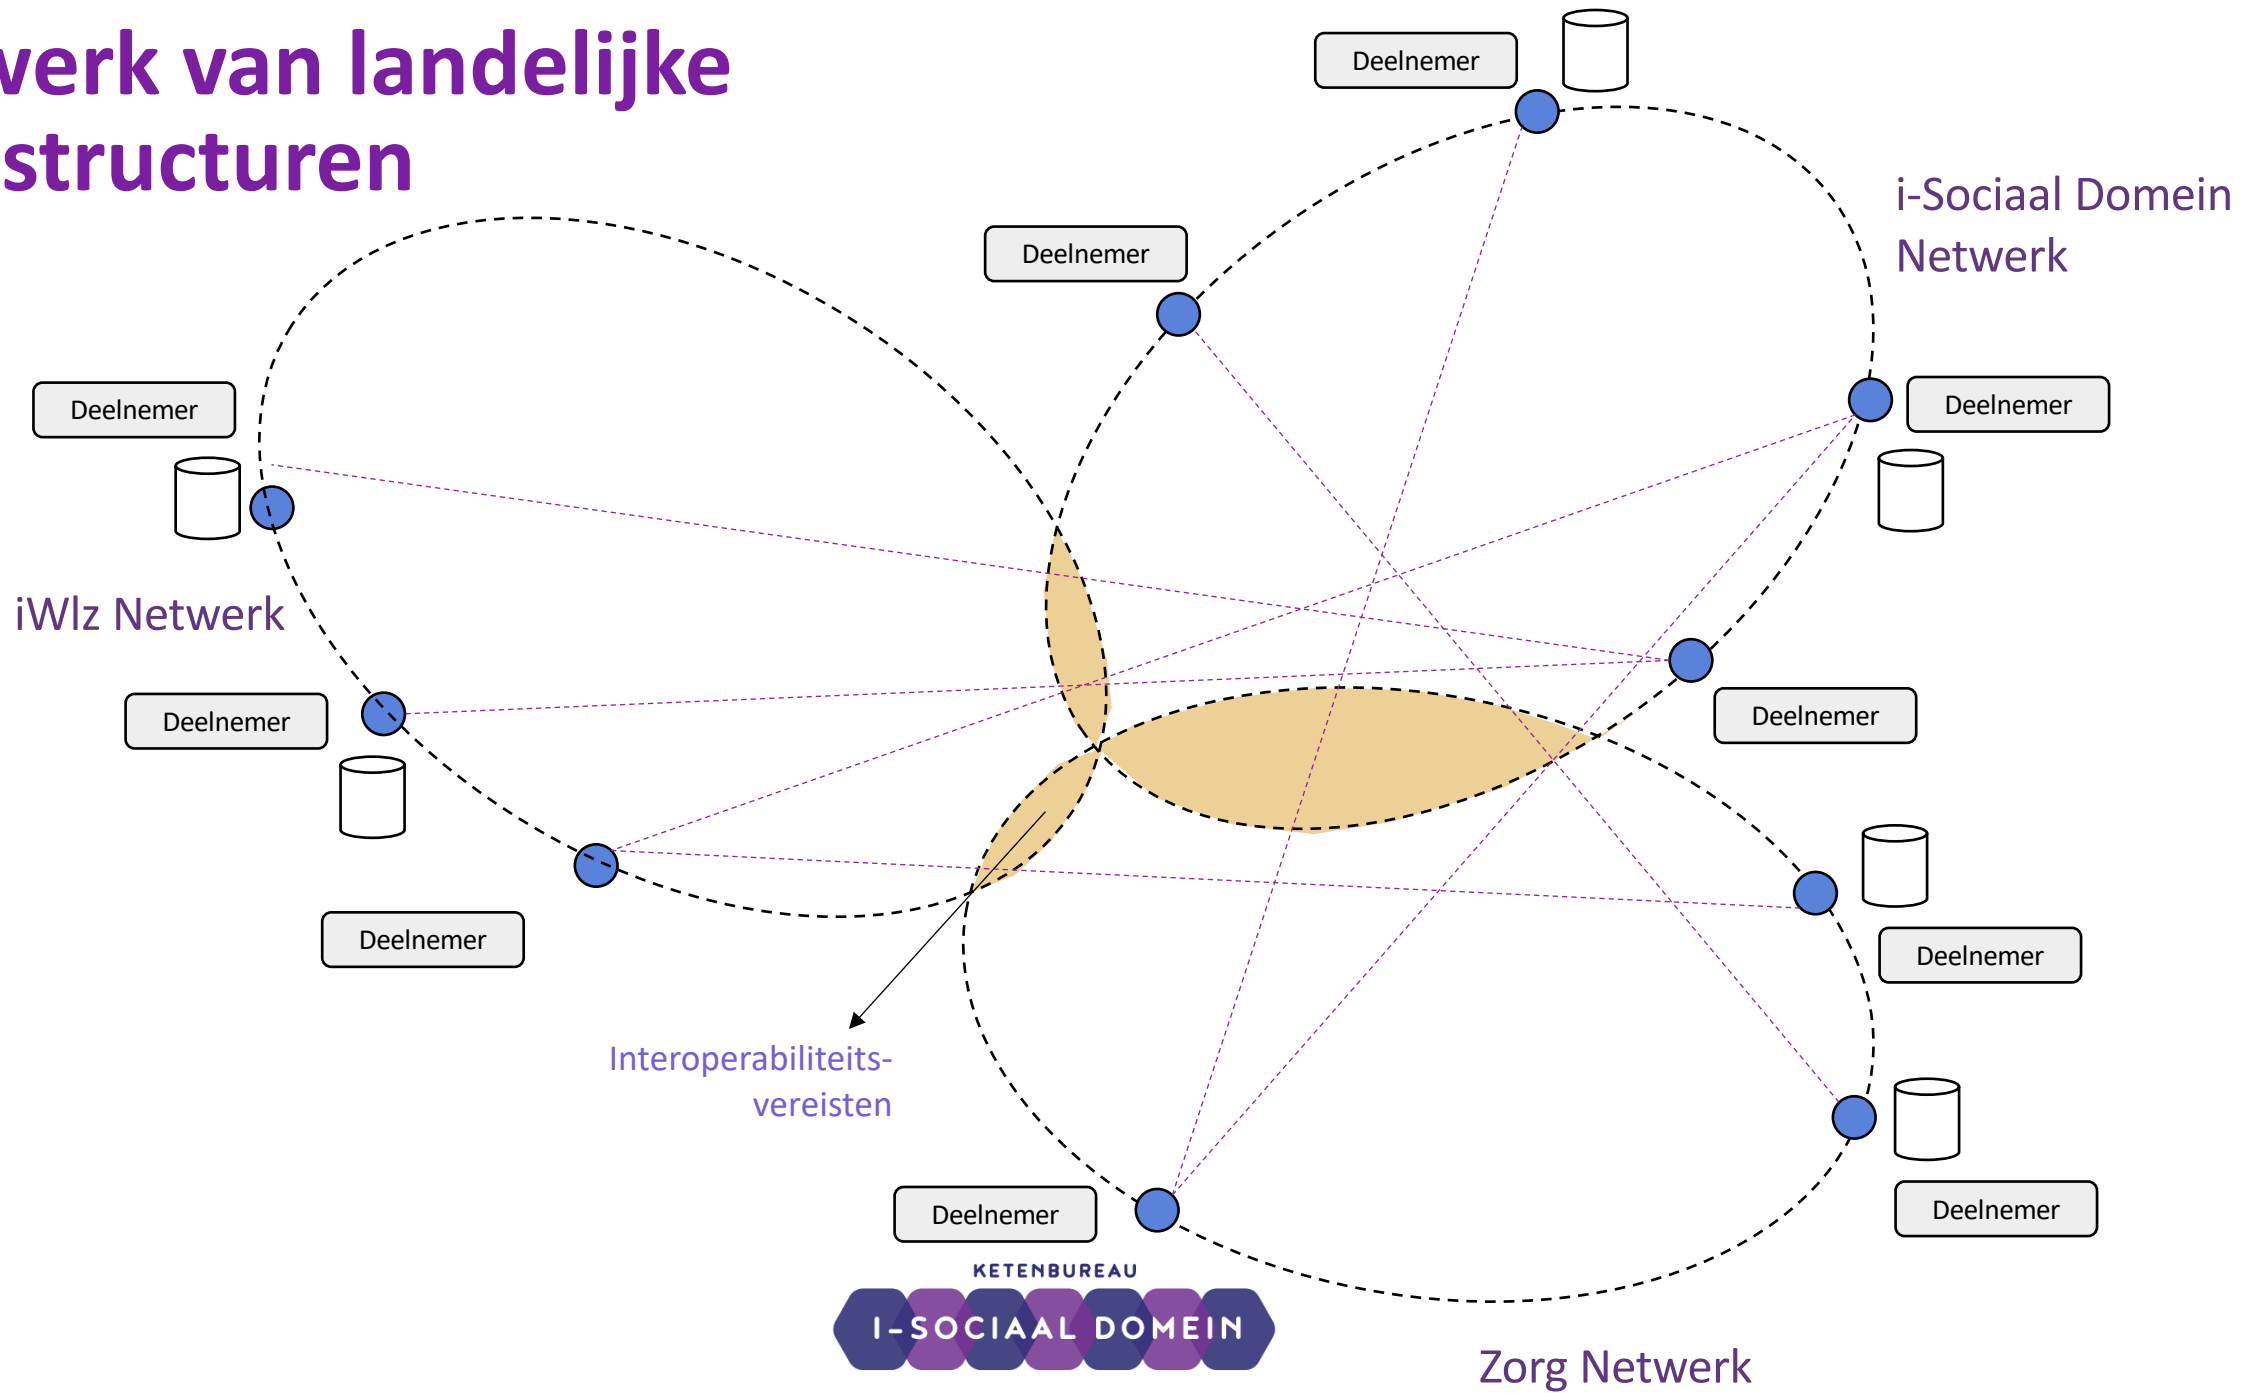 werk van landelijke
structuren
Deelnemer
i-Sociaal Domein
Netwerk
Deelnemer
Deelnemer
Deelnemer
iWlz Netwerk
Deelnemer
Deelnemer
Deelnemer
Deelnemer
Interoperabiliteits-
vereisten
Deelnemer
Deelnemer
KETENBUREAU
I-SOCIAAL DOMEIN
Zorg Netwerk